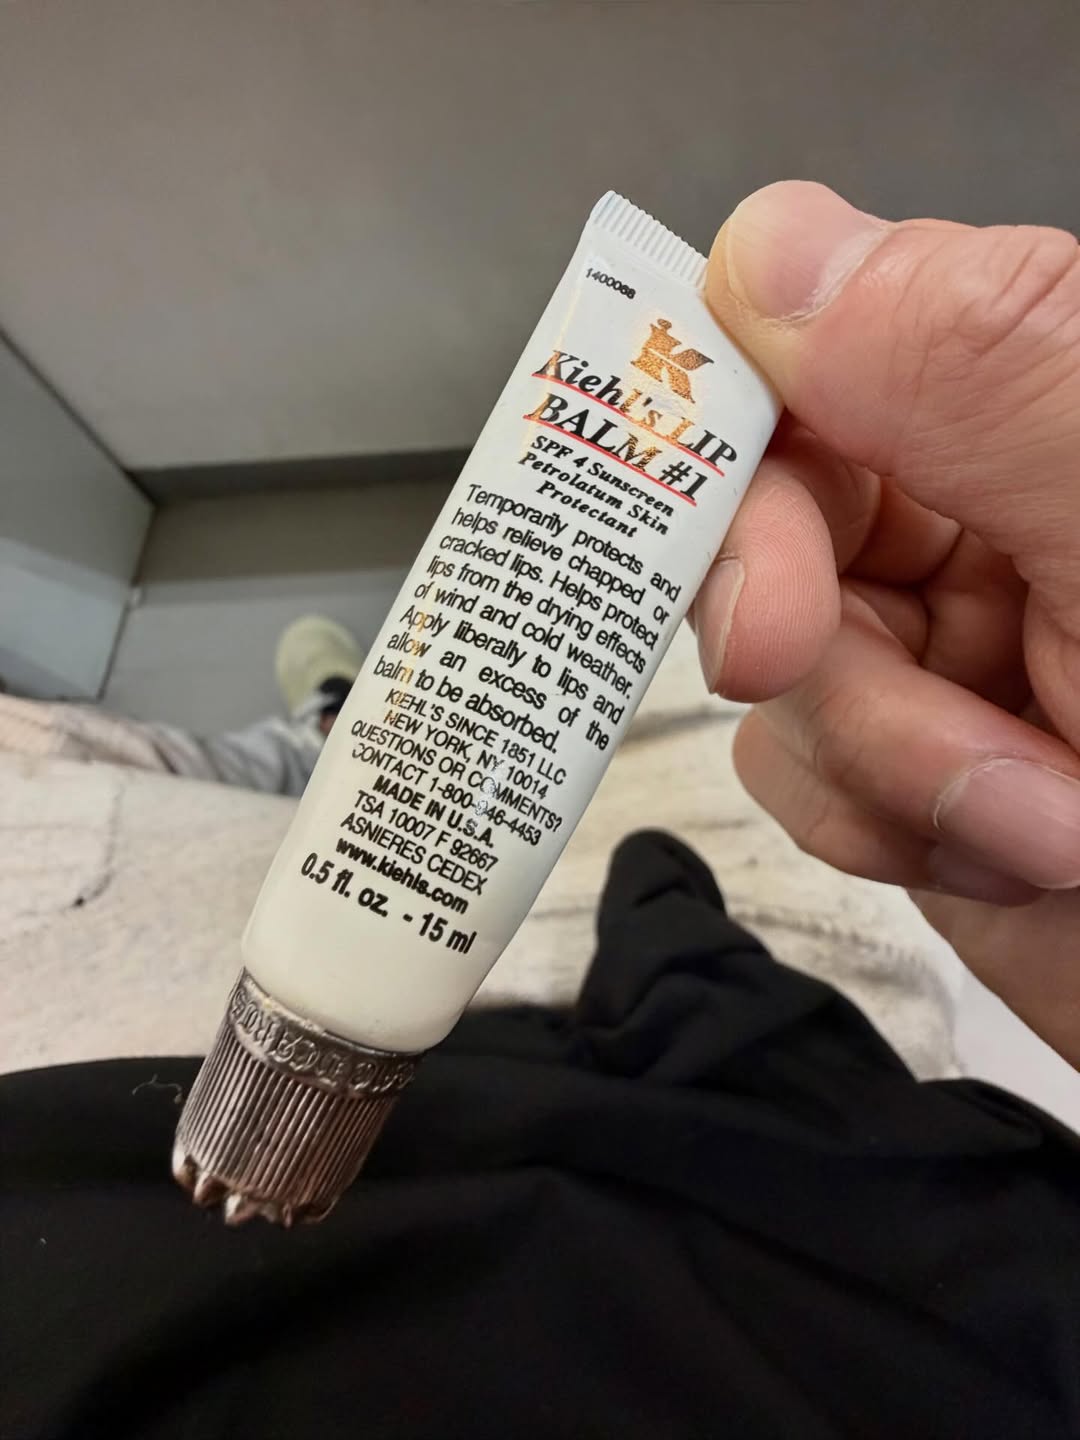 1400068
K
Kiehl's LIP
BALM #1
SPF 4 Sunscreen
Petrolatum Skin
Protectant
Temporarily protects and
helps relieve chapped or
cracked lips. Helps protect
lips from the drying effects
of wind and cold weather.
Apply liberally to lips and
allow an excess of the
balm to be absorbed.
KIEHL'S SINCE 1851 LLC
NEW YORK, NY 10014
QUESTIONS OR COMMENTS?
CONTACT 1-800-946-4453
MADE IN U.S.A.
TSA 10007 F 92667
ASNIERES CEDEX
www.kiehls.com
0.5 fl. oz. - 15 ml